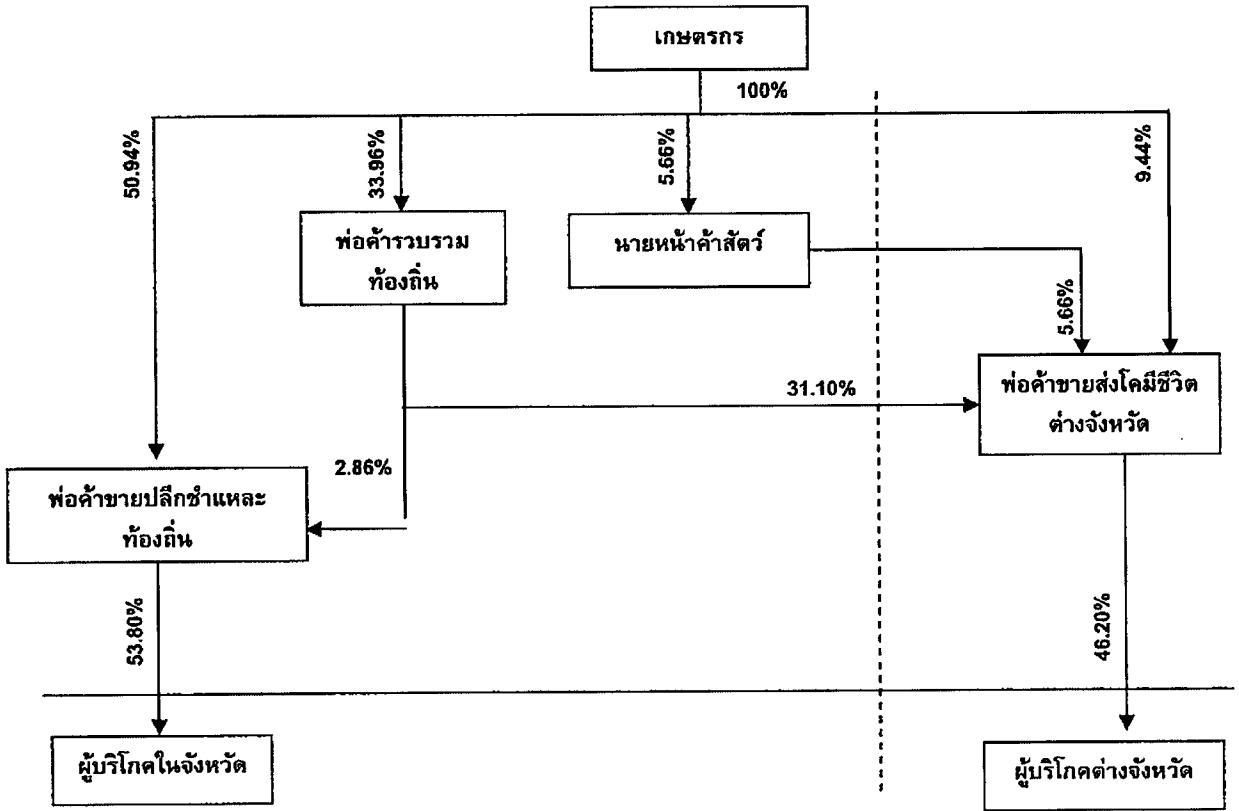 เกษตรกร
100%
50.94%
33.96%
5.66%
9.44%
พ่อค้ารวบรวม
ท้องถิ่น
นายหน้าค้าสัตว์
5.66%
พ่อค้าขายส่งโคมีชีวิต
ต่างจังหวัด
31.10%
2.86%
พ่อค้าขายปลีกชำแหละ
ท้องถิ่น
53.80%
46.20%
ผู้บริโภคในจังหวัด
ผู้บริโภคต่างจังหวัด